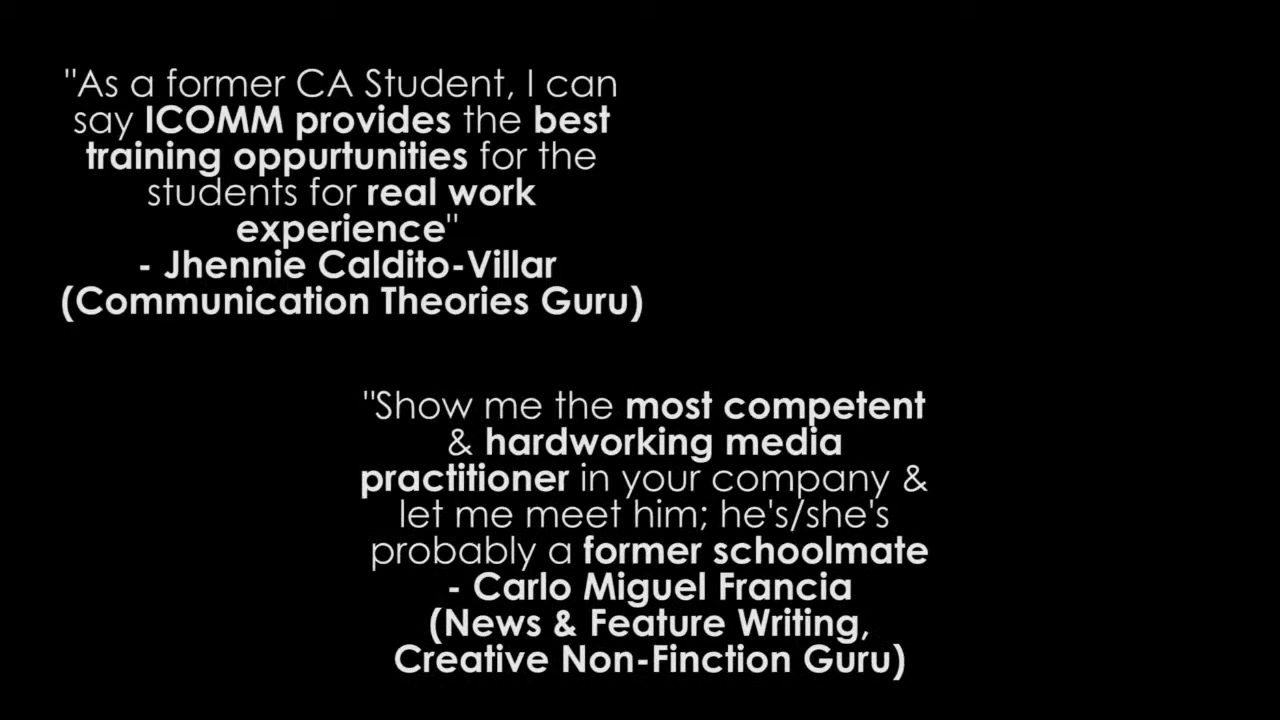 "As a former CA Student, I can
say ICOMM provides the best
training oppurtunities for the
students for real work
experience"
- Jhennie Caldito-Villar
(Communication Theories Guru)
"Show me the most competent
& hardworking media
practitioner in your company &
let me meet him; he's/she's
probably a former schoolmate
- Carlo Miguel Francia
(News & Feature Writing,
Creative Non-Finction Guru)